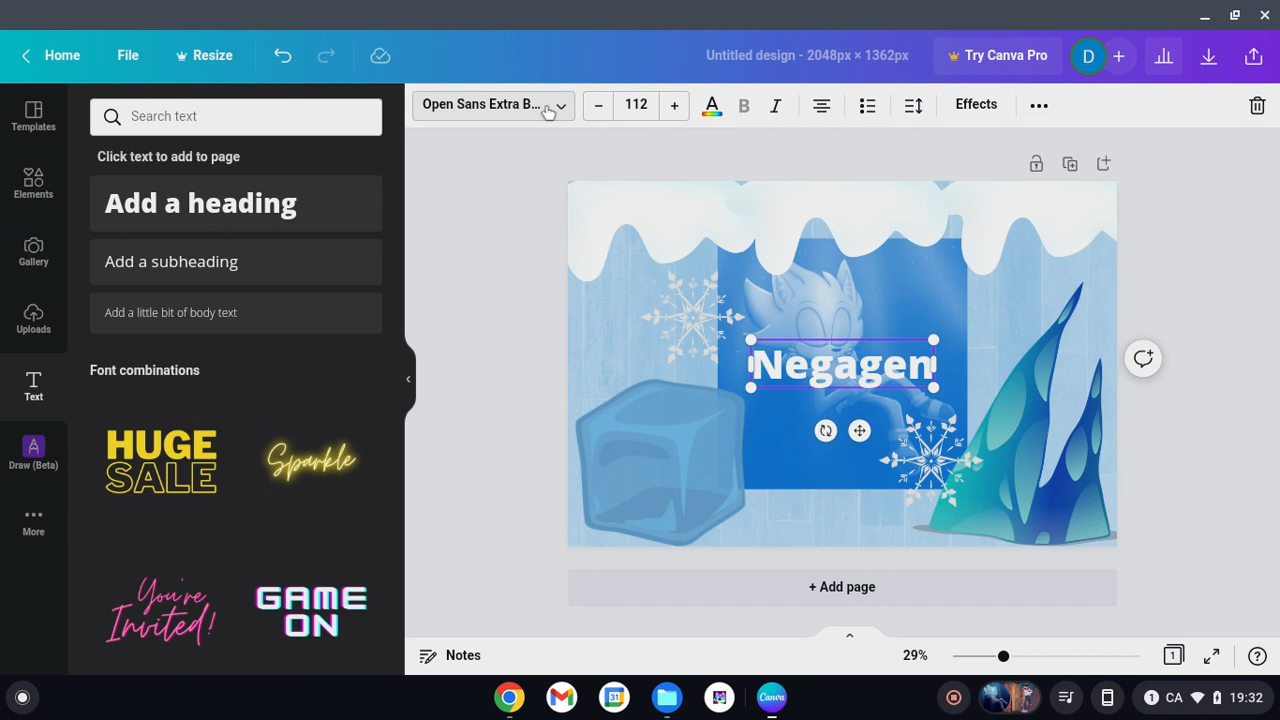 Home File Resize Untitled design - 2048px × 1362px Try Canva Pro D
Templates
Elements
Gallery
Uploads
Text
Draw (Beta)
More
Search text
Click text to add to page
Add a heading
Add a subheading
Add a little bit of body text
Font combinations
HUGE
SALE
Sparkle
You're
Invited!
GAME
ON
Open Sans Extra B... 112 A B I Effects
Negagen
+ Add page
Notes 29% 1
31 Canva 1 CA 19:32